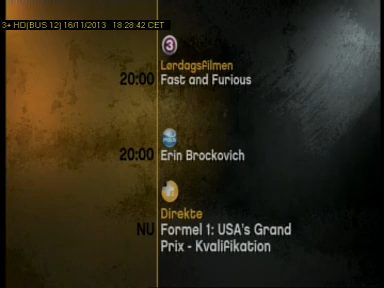 3+ HD(BUS 12) 16/11/2013 18:28:42 CET
3
Lørdagsfilmen
20:00 Fast and Furious
20:00 Erin Brockovich
Direkte
NU Formel 1: USA's Grand
Prix - Kvalifikation